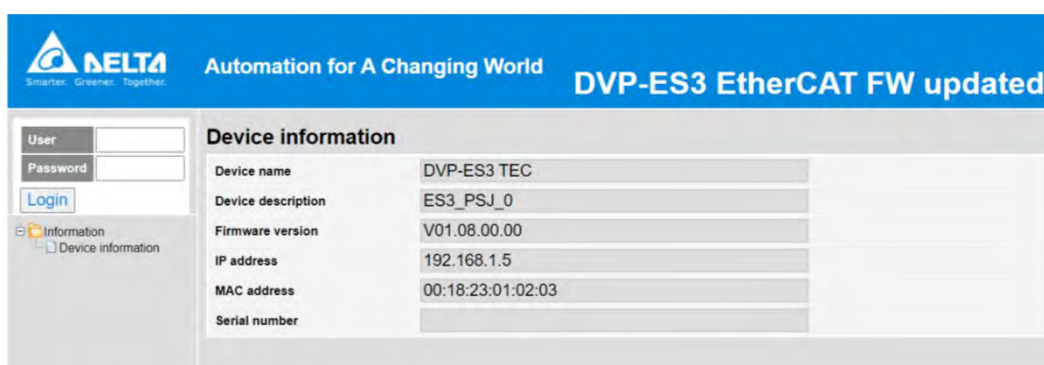 DELTA
Smarter. Greener. Together.
Automation for A Changing World
DVP-ES3 EtherCAT FW updated
User
Password
Login
Information
Device information
Device information
Device name DVP-ES3 TEC
Device description ES3_PSJ_0
Firmware version V01.08.00.00
IP address 192.168.1.5
MAC address 00:18:23:01:02:03
Serial number